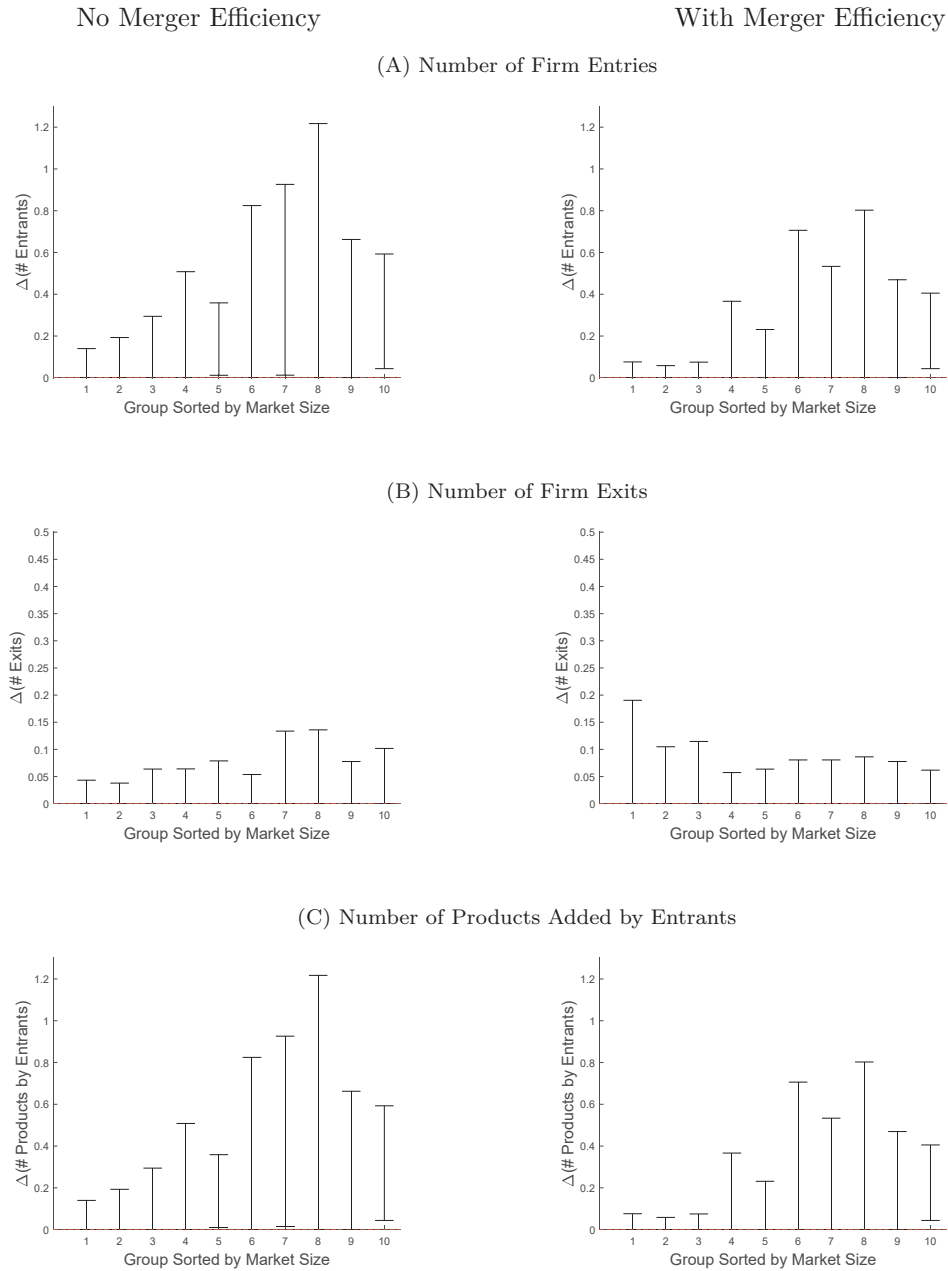 No Merger Efficiency
With Merger Efficiency
(A) Number of Firm Entries
1.2
1
0.8
0.6
0.4
0.2
0
Δ(# Entrants)
1 2 3 4 5 6 7 8 9 10
Group Sorted by Market Size
1.2
1
0.8
0.6
0.4
0.2
0
Δ(# Entrants)
1 2 3 4 5 6 7 8 9 10
Group Sorted by Market Size
(B) Number of Firm Exits
0.5
0.45
0.4
0.35
0.3
0.25
0.2
0.15
0.1
0.05
0
Δ(# Exits)
1 2 3 4 5 6 7 8 9 10
Group Sorted by Market Size
0.5
0.45
0.4
0.35
0.3
0.25
0.2
0.15
0.1
0.05
0
Δ(# Exits)
1 2 3 4 5 6 7 8 9 10
Group Sorted by Market Size
(C) Number of Products Added by Entrants
1.2
1
0.8
0.6
0.4
0.2
0
Δ(# Products by Entrants)
1 2 3 4 5 6 7 8 9 10
Group Sorted by Market Size
1.2
1
0.8
0.6
0.4
0.2
0
Δ(# Products by Entrants)
1 2 3 4 5 6 7 8 9 10
Group Sorted by Market Size